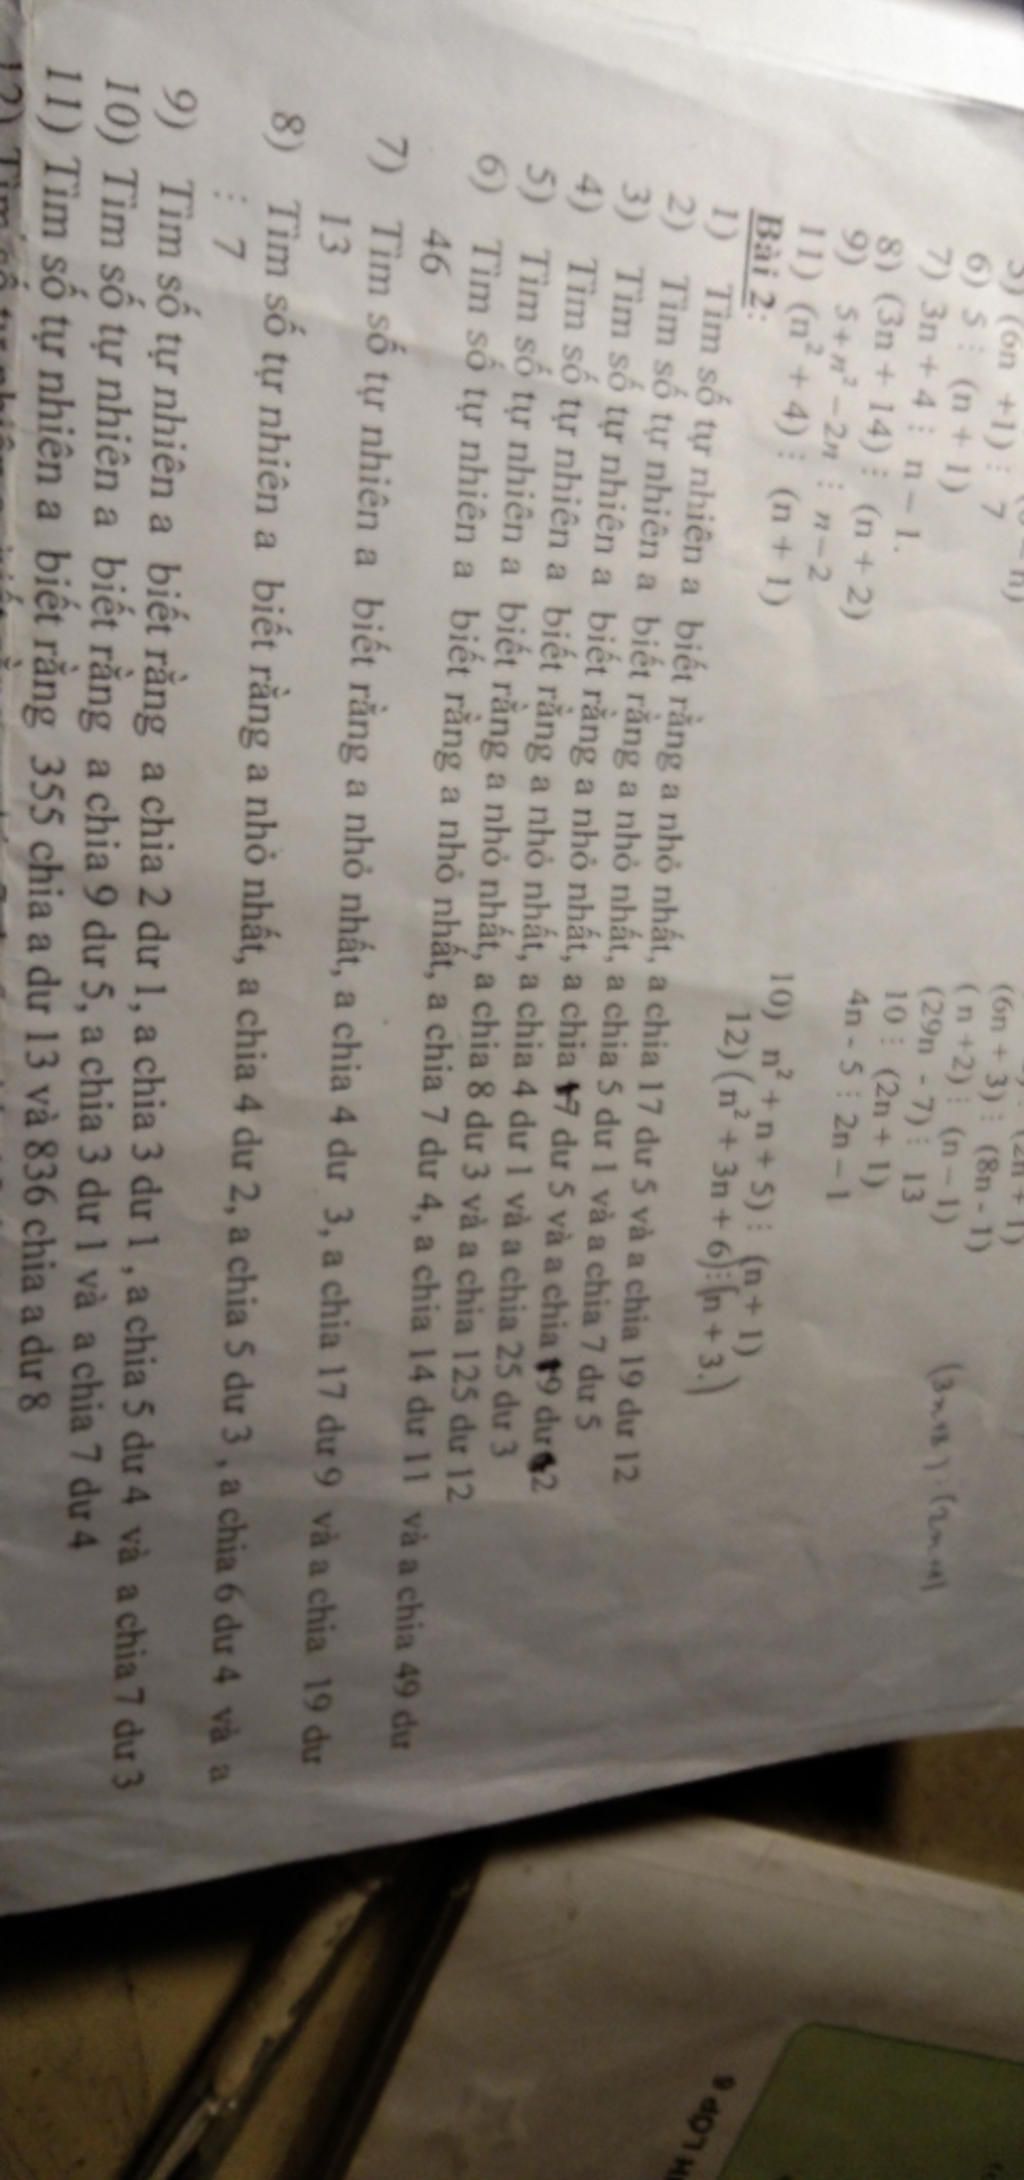 (6n +1) ⋮ 7
(6n + 3) ⋮ (8n - 1)
6) 5 ⋮ (n + 1)
( n +2) ⋮ (n – 1)
7) 3n + 4 ⋮ n – 1.
(29n - 7) ⋮ 13
8) (3n + 14) ⋮ (n + 2)
10 ⋮ (2n + 1)
9) 5+n² –2n ⋮ n–2
4n - 5 ⋮ 2n – 1
11) (n² + 4) ⋮ (n + 1)
10) n² + n + 5) ⋮ (n + 1)
12) ( n² + 3n + 6) ⋮ (n + 3.)
Bài 2:
1) Tìm số tự nhiên a biết rằng a nhỏ nhất, a chia 17 dư 5 và a chia 19 dư 12
2) Tìm số tự nhiên a biết rằng a nhỏ nhất, a chia 5 dư 1 và a chia 7 dư 5
3) Tìm số tự nhiên a biết rằng a nhỏ nhất, a chia 17 dư 5 và a chia 19 dư 12
4) Tìm số tự nhiên a biết rằng a nhỏ nhất, a chia 4 dư 1 và a chia 25 dư 3
5) Tìm số tự nhiên a biết rằng a nhỏ nhất, a chia 8 dư 3 và a chia 125 dư 12
6) Tìm số tự nhiên a biết rằng a nhỏ nhất, a chia 7 dư 4, a chia 14 dư 11 và a chia 49 dư
46
7) Tìm số tự nhiên a biết rằng a nhỏ nhất, a chia 4 dư 3, a chia 17 dư 9 và a chia 19 dư
13
8) Tìm số tự nhiên a biết rằng a nhỏ nhất, a chia 4 dư 2, a chia 5 dư 3 , a chia 6 dư 4 và a
⋮ 7
9) Tìm số tự nhiên a biết rằng a chia 2 dư 1, a chia 3 dư 1 , a chia 5 dư 4 và a chia 7 dư 3
10) Tìm số tự nhiên a biết rằng a chia 9 dư 5, a chia 3 dư 1 và a chia 7 dư 4
11) Tìm số tự nhiên a biết rằng 355 chia a dư 13 và 836 chia a dư 8
LỚP 9